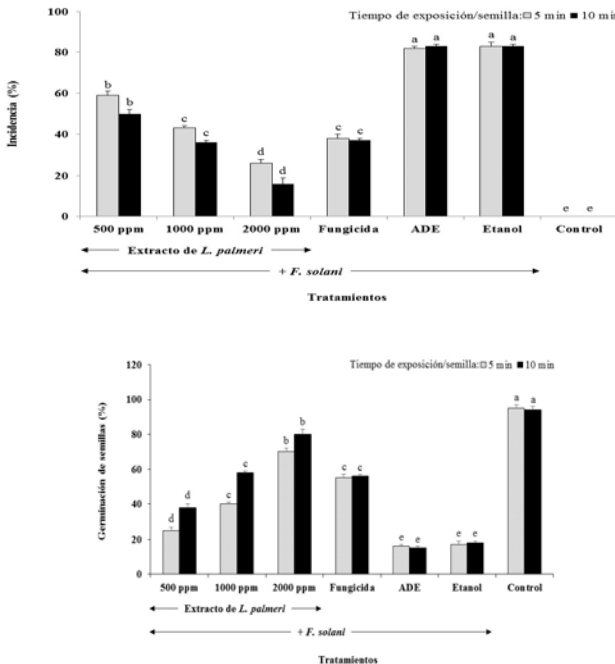 Tiempo de exposición/semilla: 5 min 10 min
100
80
60
40
20
0
Incidencia (%)
b b c c d d c c a a a a e e
500 ppm 1000 ppm 2000 ppm Fungicida ADE Etanol Control
Extracto de L. palmeri
+ F. solani
Tratamientos
Tiempo de exposición/semilla: 5 min 10 min
120
100
80
60
40
20
0
Germinación de semillas (%)
d d c c b b c c e e e e a a
500 ppm 1000 ppm 2000 ppm Fungicida ADE Etanol Control
Extracto de L. palmeri
+ F. solani
Tratamientos